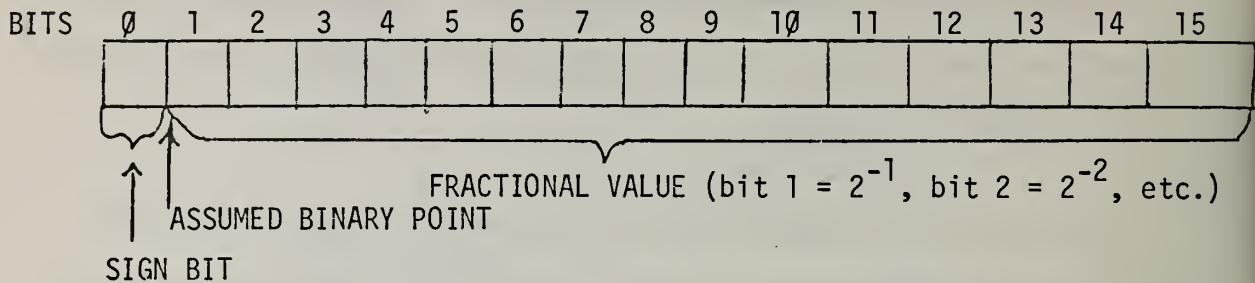 BITS Ø 1 2 3 4 5 6 7 8 9 1Ø 11 12 13 14 15
FRACTIONAL VALUE (bit 1 = 2⁻¹, bit 2 = 2⁻², etc.)
ASSUMED BINARY POINT
SIGN BIT